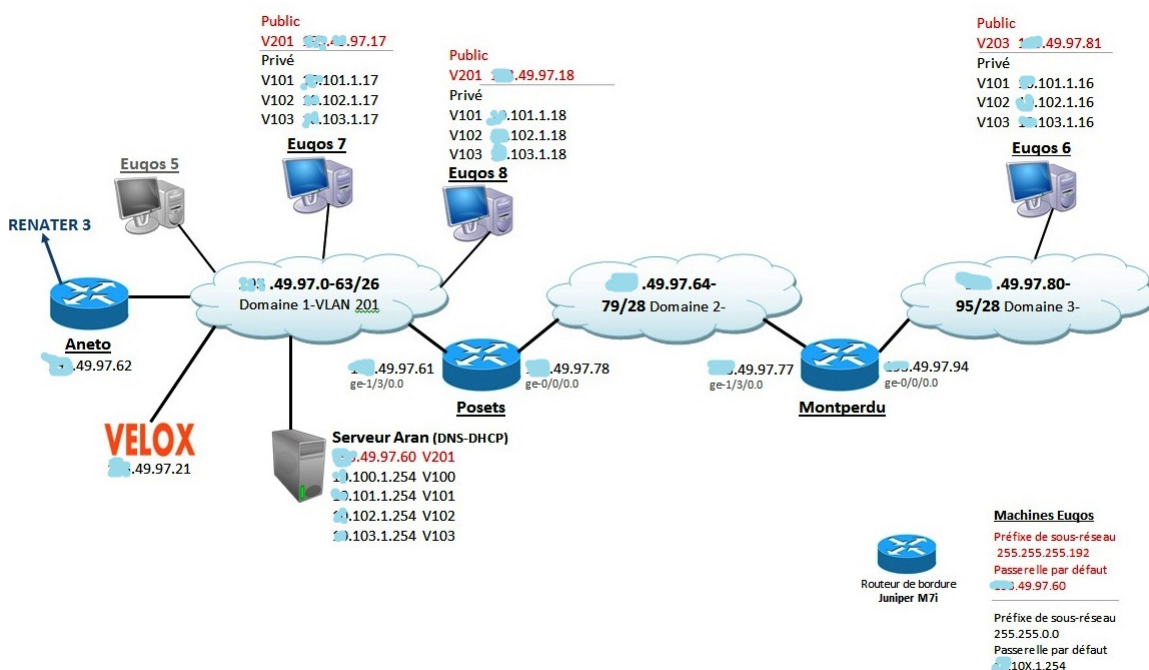 Public
V201 .49.97.17
Privé
V101 .101.1.17
V102 .102.1.17
V103 .103.1.17
Euqos 7
Public
V201 .49.97.18
Privé
V101 .101.1.18
V102 .102.1.18
V103 .103.1.18
Euqos 8
Public
V203 .49.97.81
Privé
V101 .101.1.16
V102 .102.1.16
V103 .103.1.16
Euqos 6
Euqos 5
RENATER 3
Aneto
.49.97.62
.49.97.0-63/26
Domaine 1-VLAN 201
.49.97.64-
79/28 Domaine 2-
.49.97.80-
95/28 Domaine 3-
.49.97.61
ge-1/3/0.0
.49.97.78
ge-0/0/0.0
Posets
.49.97.77
ge-1/3/0.0
.49.97.94
ge-0/0/0.0
Montperdu
VELOX
.49.97.21
Serveur Aran (DNS-DHCP)
.49.97.60 V201
.100.1.254 V100
.101.1.254 V101
.102.1.254 V102
.103.1.254 V103
Routeur de bordure
Juniper M7i
Machines Euqos
Préfixe de sous-réseau
255.255.255.192
Passerelle par défaut
.49.97.60
Préfixe de sous-réseau
255.255.0.0
Passerelle par défaut
.10X.1.254